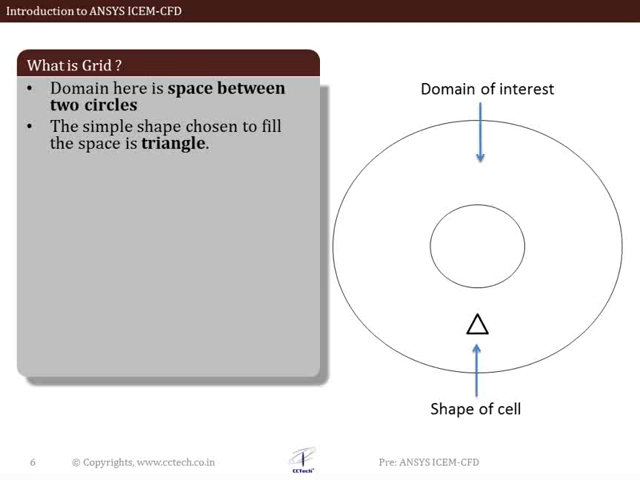 Introduction to ANSYS ICEM-CFD
What is Grid ?
• Domain here is space between
two circles
• The simple shape chosen to fill
the space is triangle.
Domain of interest
Shape of cell
6
© Copyrights, www.cctech.co.in
CCTech
Pre: ANSYS ICEM-CFD